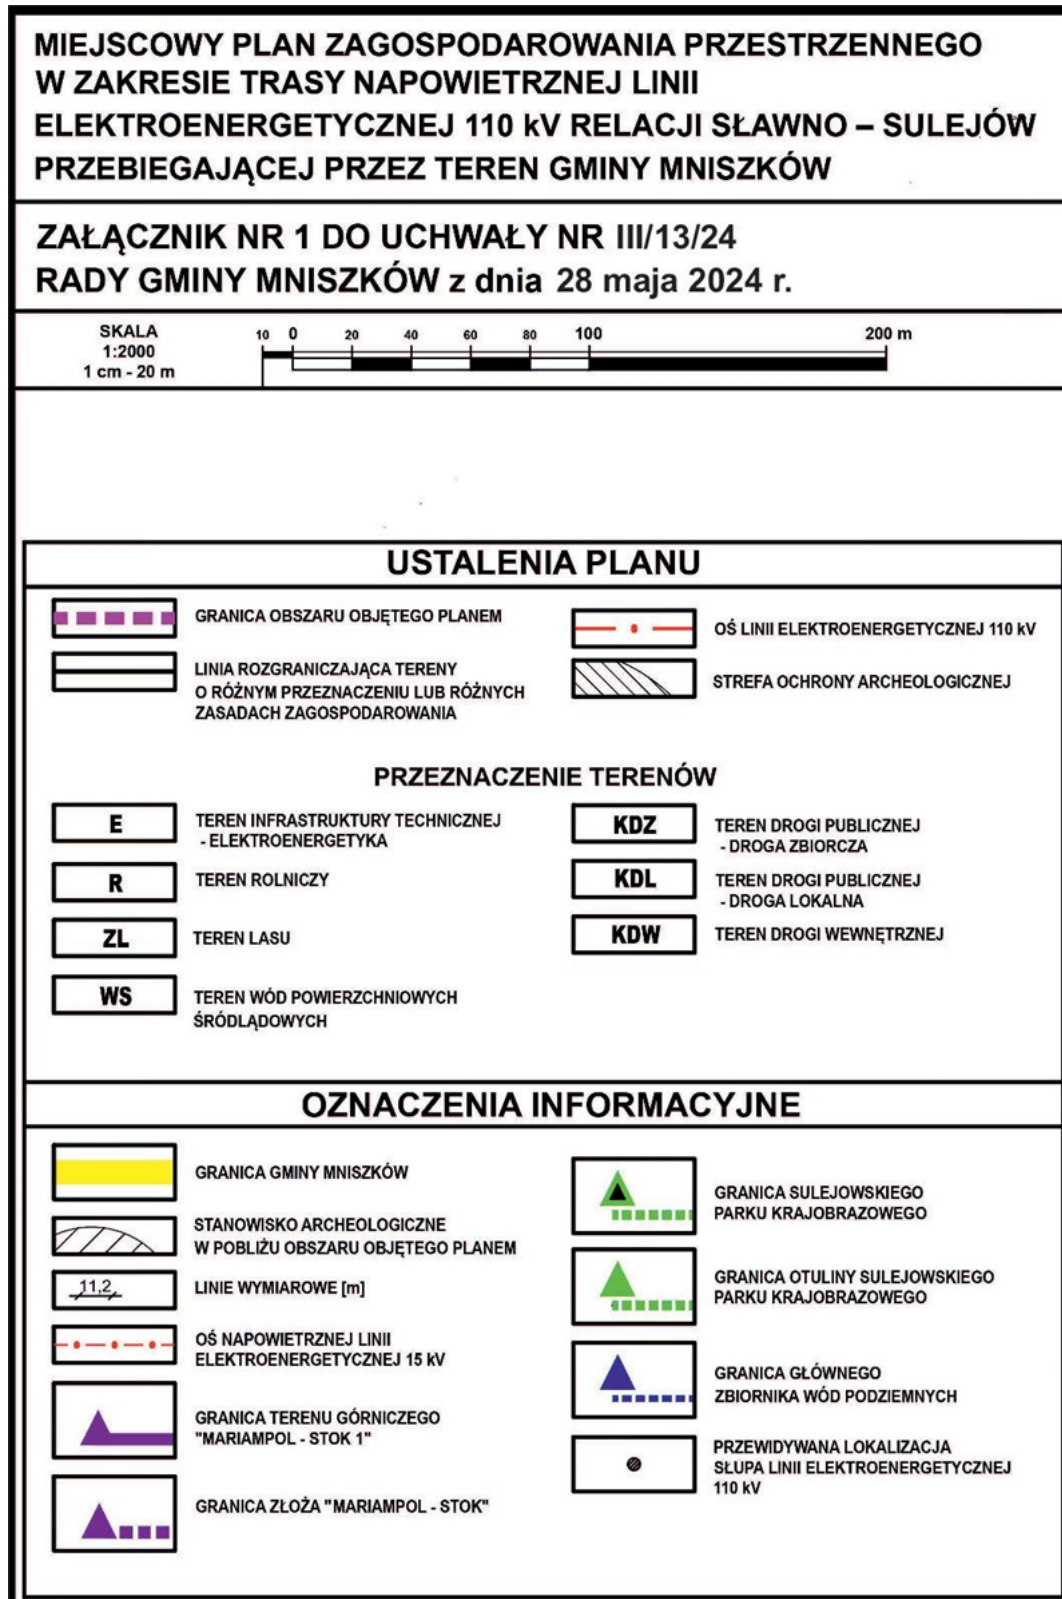 MIEJSCOWY PLAN ZAGOSPODAROWANIA PRZESTRZENNEGO
W ZAKRESIE TRASY NAPOWIETRZNEJ LINII
ELEKTROENERGETYCZNEJ 110 kV RELACJI SŁAWNO – SULEJÓW
PRZEBIEGAJĄCEJ PRZEZ TEREN GMINY MNISZKÓW
ZAŁĄCZNIK NR 1 DO UCHWAŁY NR III/13/24
RADY GMINY MNISZKÓW z dnia 28 maja 2024 r.
SKALA
1:2000
1 cm - 20 m
10 0 20 40 60 80 100 200 m
USTALENIA PLANU
GRANICA OBSZARU OBJĘTEGO PLANEM
LINIA ROZGRANICZAJĄCA TERENY
O RÓŻNYM PRZEZNACZENIU LUB RÓŻNYCH
ZASADACH ZAGOSPODAROWANIA
OŚ LINII ELEKTROENERGETYCZNEJ 110 kV
STREFA OCHRONY ARCHEOLOGICZNEJ
PRZEZNACZENIE TERENÓW
E TEREN INFRASTRUKTURY TECHNICZNEJ
- ELEKTROENERGETYKA
R TEREN ROLNICZY
ZL TEREN LASU
WS TEREN WÓD POWIERZCHNIOWYCH
ŚRÓDLĄDOWYCH
KDZ TEREN DROGI PUBLICZNEJ
- DROGA ZBIORCZA
KDL TEREN DROGI PUBLICZNEJ
- DROGA LOKALNA
KDW TEREN DROGI WEWNĘTRZNEJ
OZNACZENIA INFORMACYJNE
GRANICA GMINY MNISZKÓW
STANOWISKO ARCHEOLOGICZNE
W POBLIŻU OBSZARU OBJĘTEGO PLANEM
11,2 LINIE WYMIAROWE [m]
OŚ NAPOWIETRZNEJ LINII
ELEKTROENERGETYCZNEJ 15 kV
GRANICA TERENU GÓRNICZEGO
"MARIAMPOL - STOK 1"
GRANICA ZŁOŻA "MARIAMPOL - STOK"
GRANICA SULEJOWSKIEGO
PARKU KRAJOBRAZOWEGO
GRANICA OTULINY SULEJOWSKIEGO
PARKU KRAJOBRAZOWEGO
GRANICA GŁÓWNEGO
ZBIORNIKA WÓD PODZIEMNYCH
PRZEWIDYWANA LOKALIZACJA
SŁUPA LINII ELEKTROENERGETYCZNEJ
110 kV